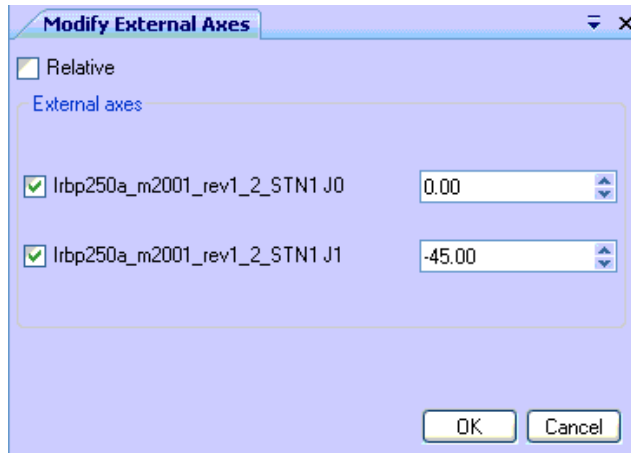 Modify External Axes
Relative
External axes
Irbp250a_m2001_rev1_2_STN1 J0 0.00
Irbp250a_m2001_rev1_2_STN1 J1 -45.00
OK Cancel